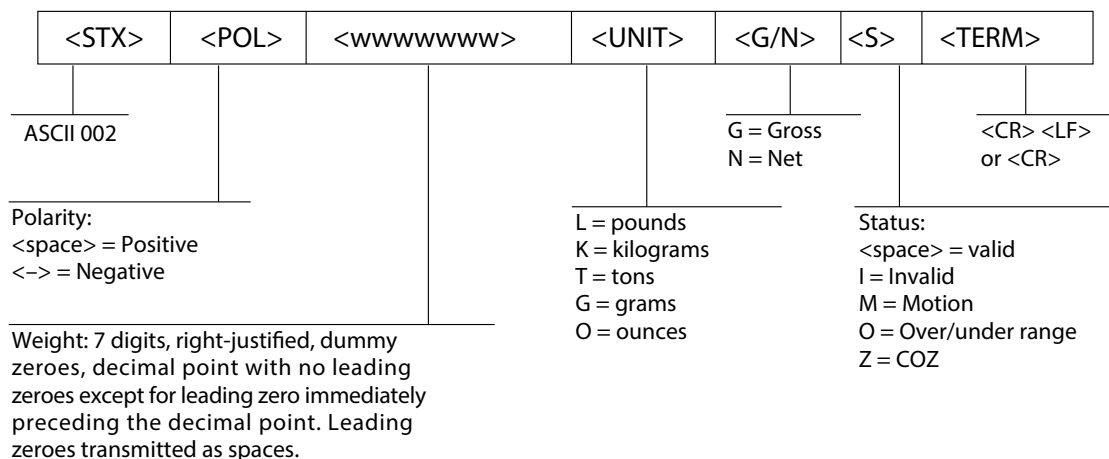 <STX> <POL> <wwwwwww> <UNIT> <G/N> <S> <TERM>
ASCII 002
G = Gross
N = Net
<CR> <LF>
or <CR>
Polarity:
<space> = Positive
<–> = Negative
L = pounds
K = kilograms
T = tons
G = grams
O = ounces
Status:
<space> = valid
I = Invalid
M = Motion
O = Over/under range
Z = COZ
Weight: 7 digits, right-justified, dummy
zeroes, decimal point with no leading
zeroes except for leading zero immediately
preceding the decimal point. Leading
zeroes transmitted as spaces.